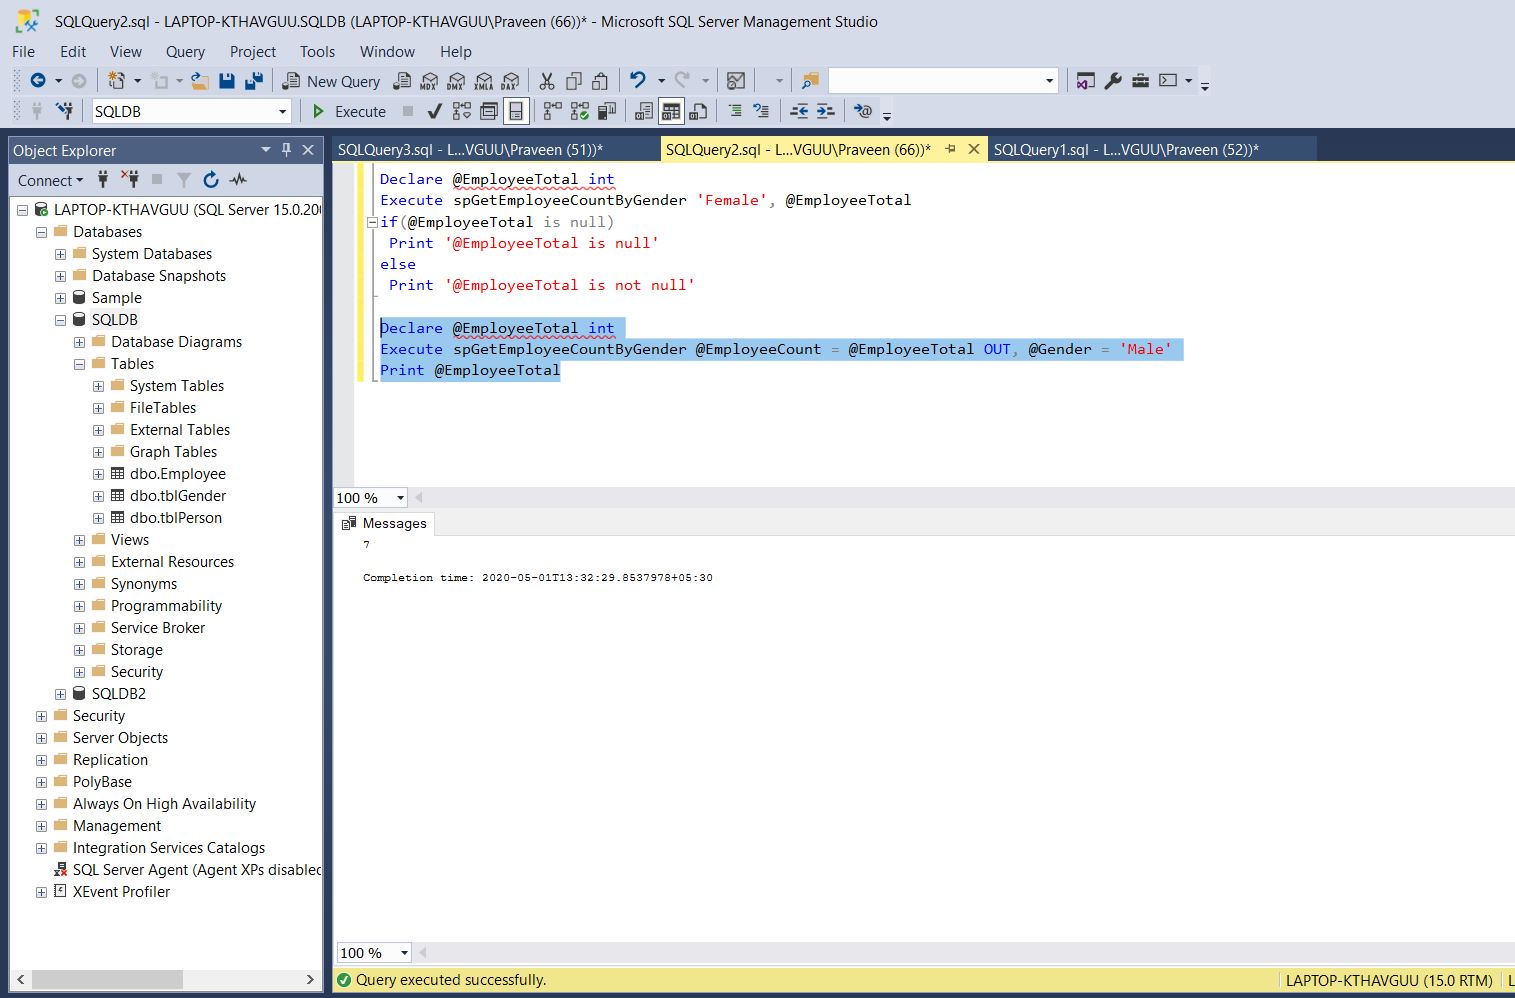 SQLQuery2.sql - LAPTOP-KTHAVGUU.SQLDB (LAPTOP-KTHAVGUU\Praveen (66))* - Microsoft SQL Server Management Studio
File Edit View Query Project Tools Window Help
New Query MDX DMX XMLA DAX
SQLDB Execute
Object Explorer
Connect
LAPTOP-KTHAVGUU (SQL Server 15.0.200
Databases
System Databases
Database Snapshots
Sample
SQLDB
Database Diagrams
Tables
System Tables
FileTables
External Tables
Graph Tables
dbo.Employee
dbo.tblGender
dbo.tblPerson
Views
External Resources
Synonyms
Programmability
Service Broker
Storage
Security
SQLDB2
Security
Server Objects
Replication
PolyBase
Always On High Availability
Management
Integration Services Catalogs
SQL Server Agent (Agent XPs disabled
XEvent Profiler
SQLQuery3.sql - L...VGUU\Praveen (51))* SQLQuery2.sql - L...VGUU\Praveen (66))* SQLQuery1.sql - L...VGUU\Praveen (52))*
Declare @EmployeeTotal int
Execute spGetEmployeeCountByGender 'Female', @EmployeeTotal
if(@EmployeeTotal is null)
Print '@EmployeeTotal is null'
else
Print '@EmployeeTotal is not null'
Declare @EmployeeTotal int
Execute spGetEmployeeCountByGender @EmployeeCount = @EmployeeTotal OUT, @Gender = 'Male'
Print @EmployeeTotal
100 %
Messages
7
Completion time: 2020-05-01T13:32:29.8537978+05:30
100 %
Query executed successfully. LAPTOP-KTHAVGUU (15.0 RTM)